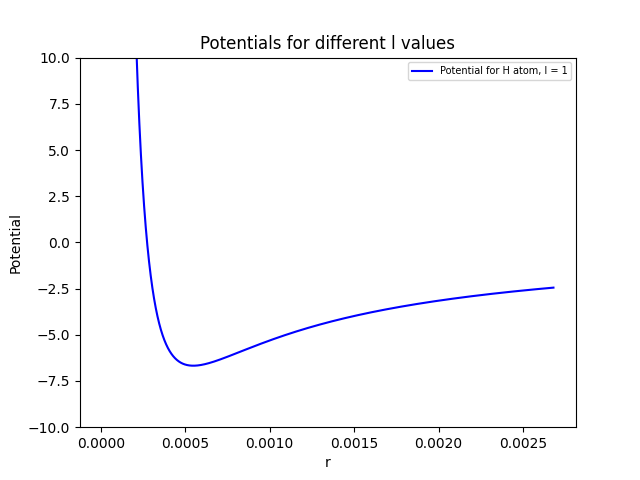 Potentials for different l values
Potential for H atom, l = 1
10.0
7.5
5.0
2.5
0.0
−2.5
−5.0
−7.5
−10.0
Potential
0.0000 0.0005 0.0010 0.0015 0.0020 0.0025
r